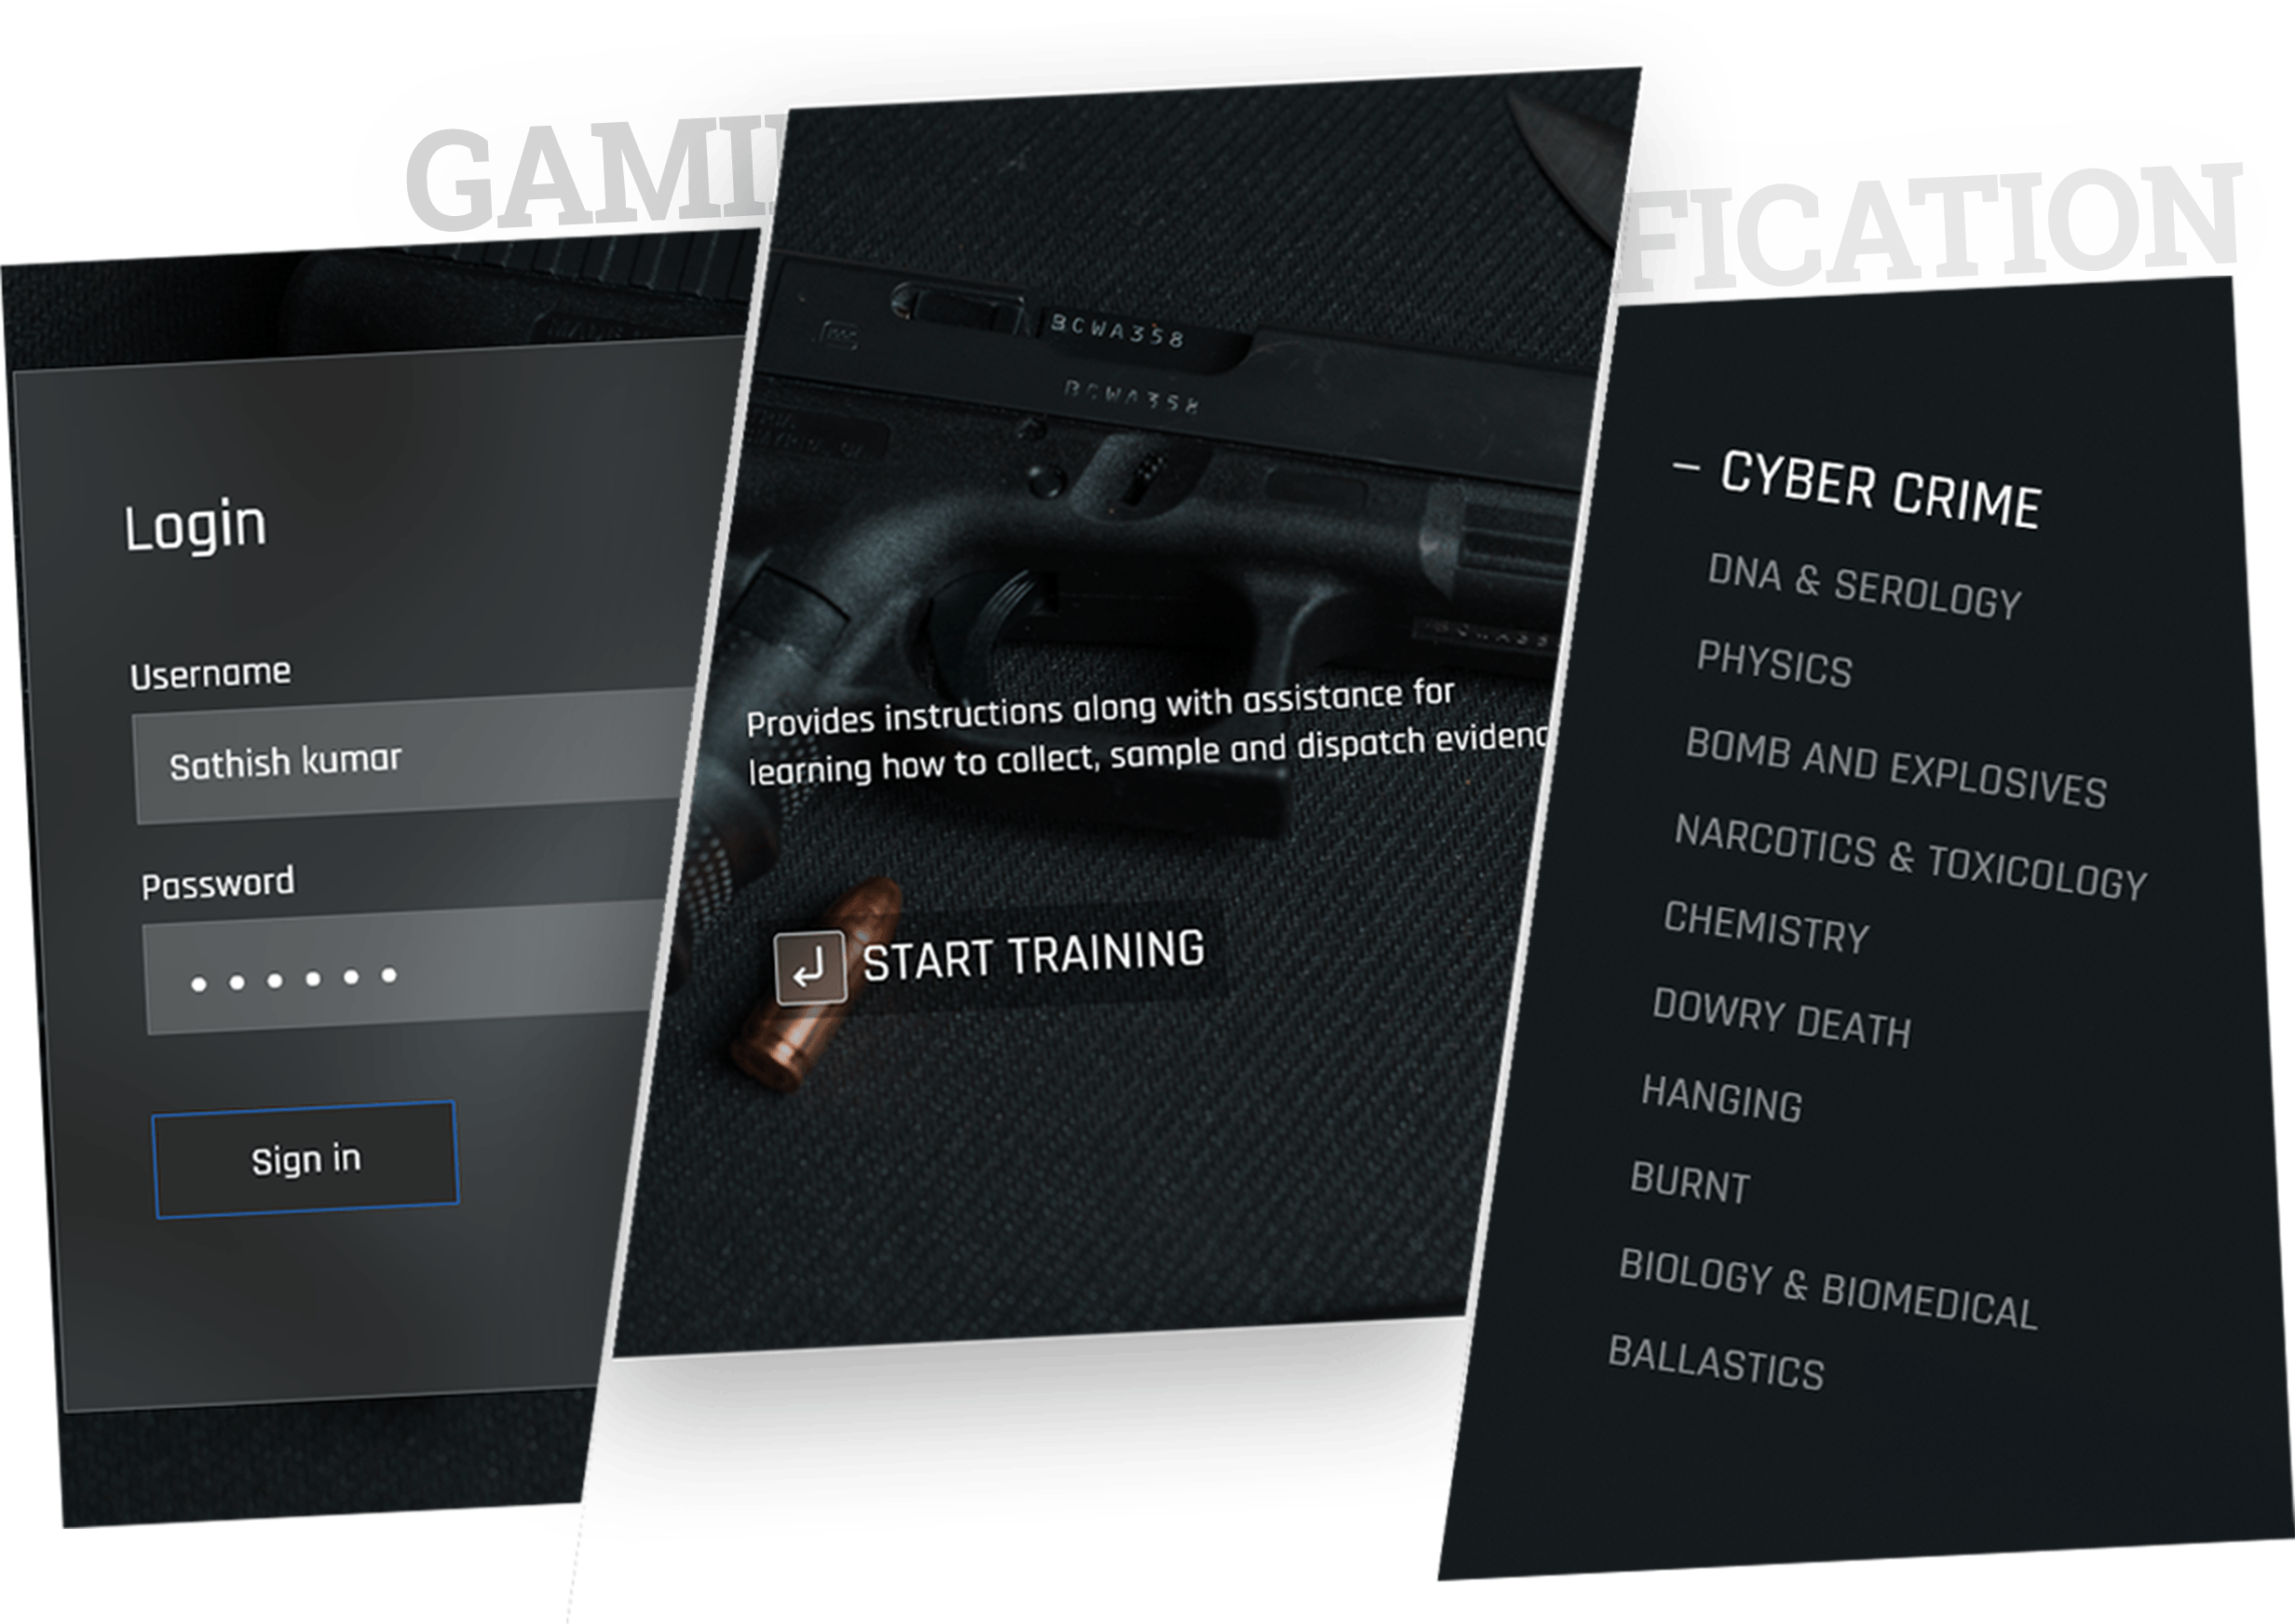 GAMI
FICATION
Login
Username
Sathish kumar
Password
Sign in
BCWA358
BCWA358
Provides instructions along with assistance for
learning how to collect, sample and dispatch evidenc
START TRAINING
– CYBER CRIME
DNA & SEROLOGY
PHYSICS
BOMB AND EXPLOSIVES
NARCOTICS & TOXICOLOGY
CHEMISTRY
DOWRY DEATH
HANGING
BURNT
BIOLOGY & BIOMEDICAL
BALLASTICS